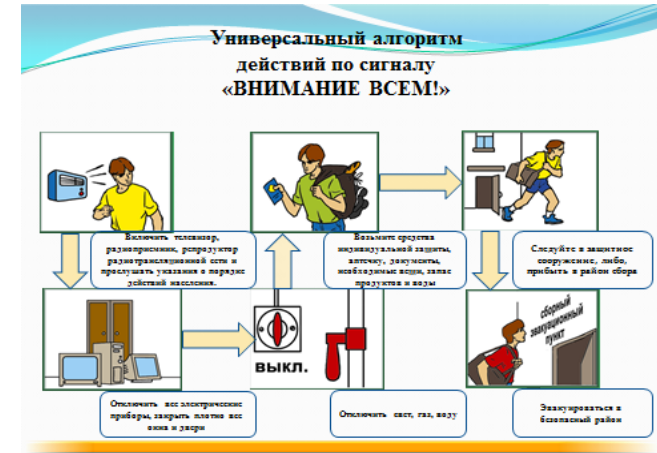 Универсальный алгоритм
действий по сигналу
«ВНИМАНИЕ ВСЕМ!»
Включить телевизор,
радиоприемник, репродуктор
радиотрансляционной сети и
прослушать указания о порядке
действий населения.
Отключить все электрические
приборы, закрыть плотно все
окна и двери
выкл.
Отключить свет, газ, воду
Возьмите средства
индивидуальной защиты,
аптечку, документы,
необходимые вещи, запас
продуктов и воды
Следуйте в защитное
сооружение, либо,
прибыть в район сбора
сборный
эвакуационный
пункт
Эвакуироваться в
безопасный район